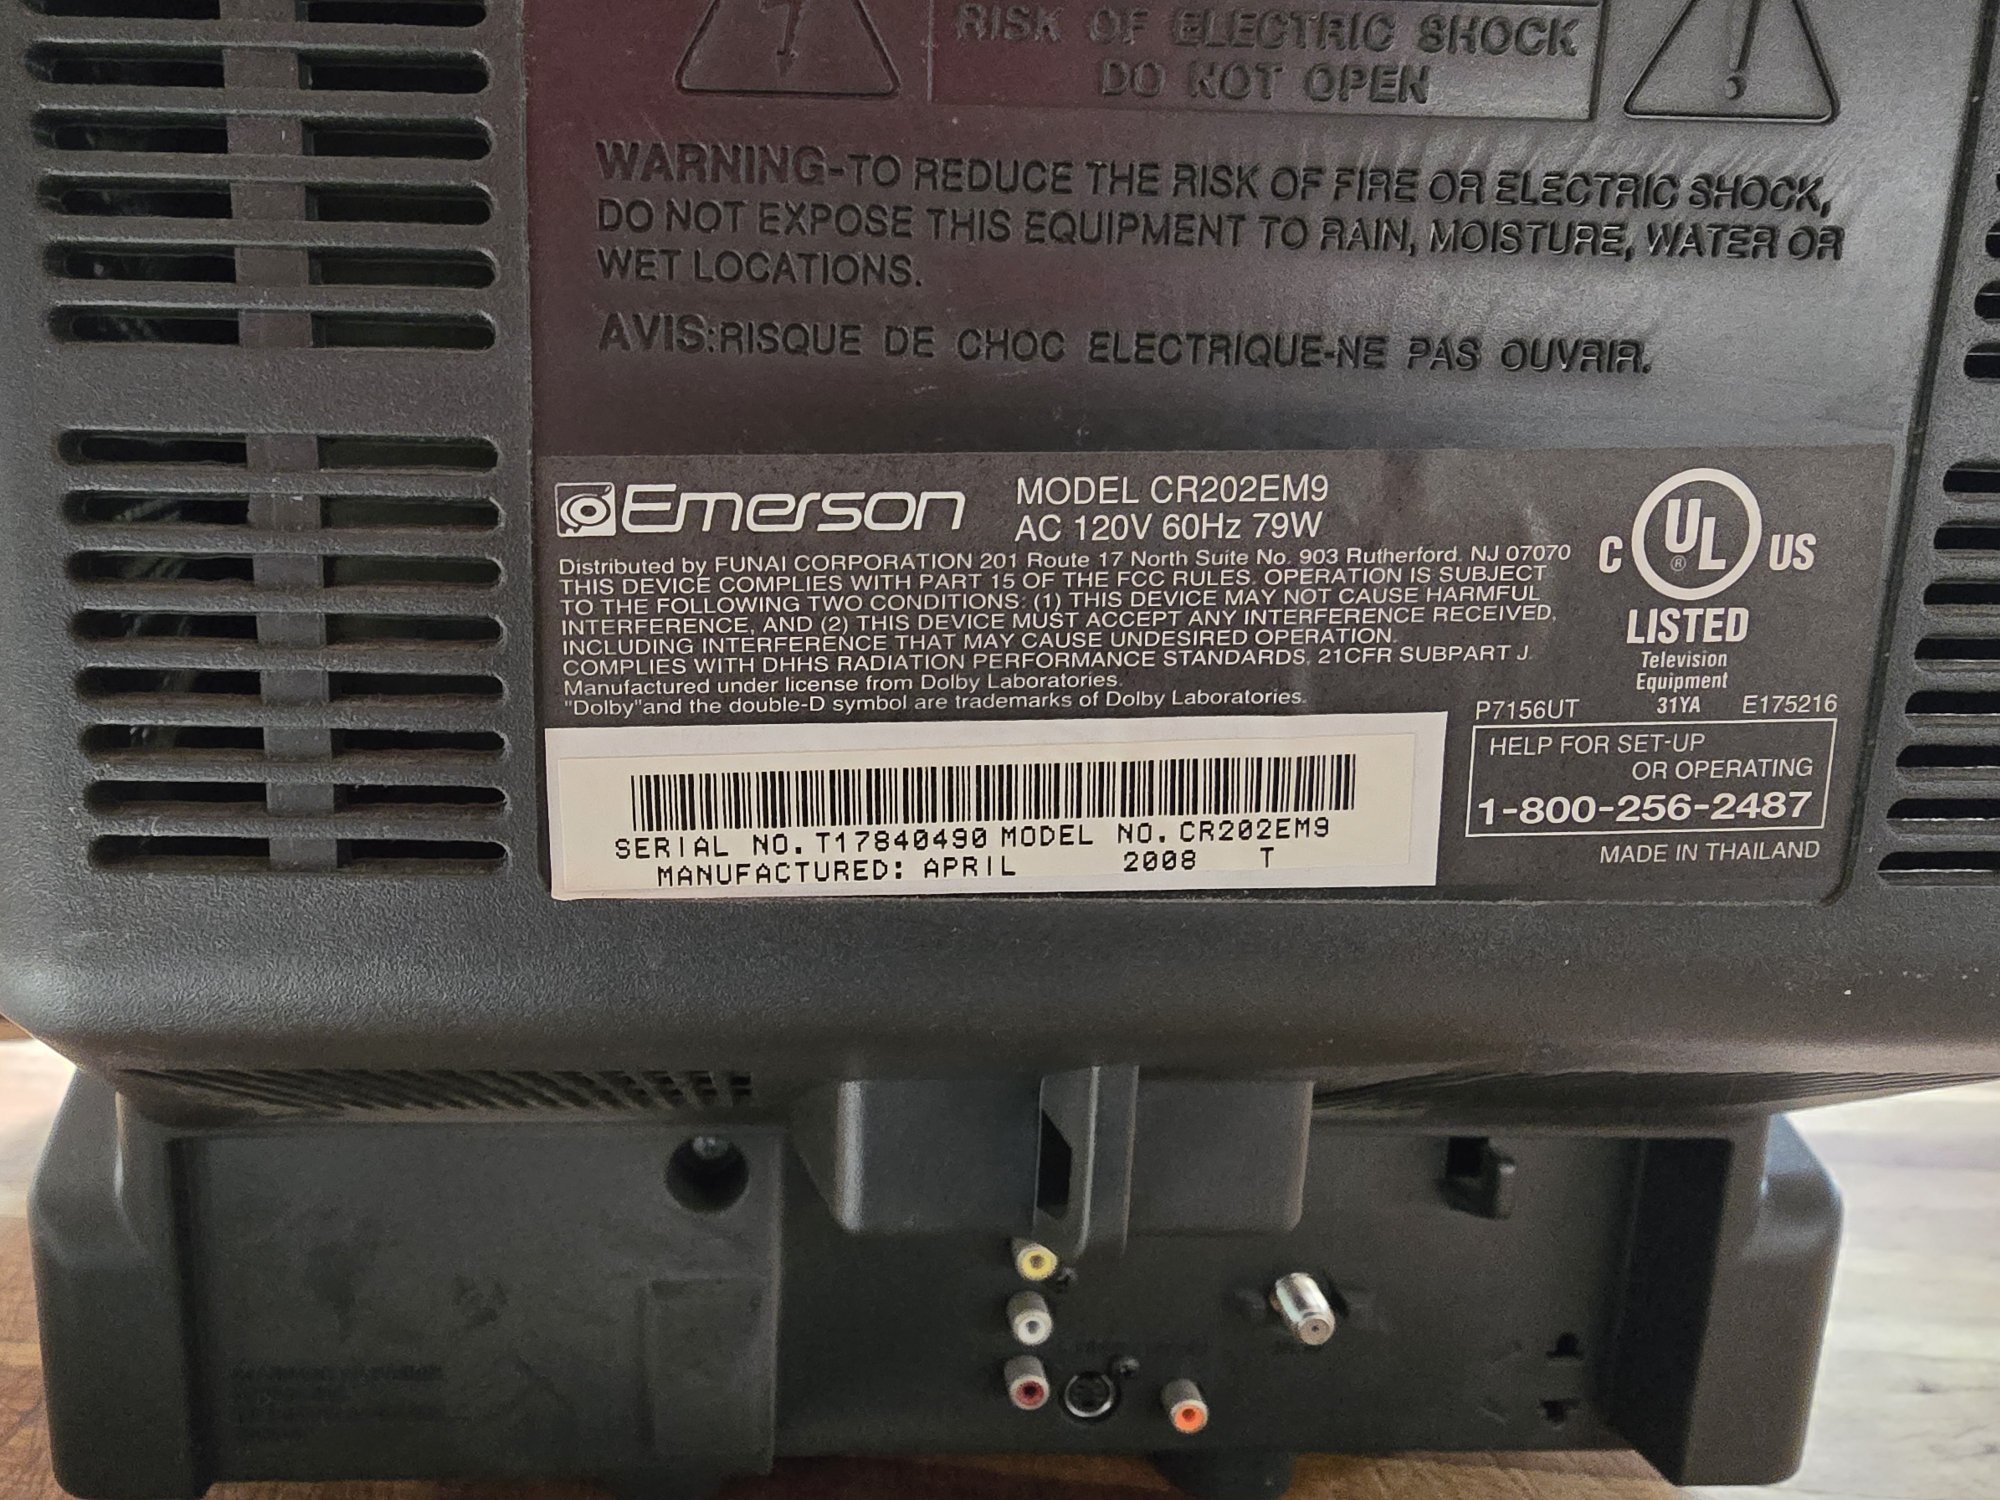 RISK OF ELECTRIC SHOCK
DO NOT OPEN
WARNING-TO REDUCE THE RISK OF FIRE OR ELECTRIC SHOCK,
DO NOT EXPOSE THIS EQUIPMENT TO RAIN, MOISTURE, WATER OR
WET LOCATIONS.
AVIS:RISQUE DE CHOC ELECTRIQUE-NE PAS OUVRIR.
Emerson
MODEL CR202EM9
AC 120V 60Hz 79W
Distributed by FUNAI CORPORATION 201 Route 17 North Suite No. 903 Rutherford. NJ 07070
THIS DEVICE COMPLIES WITH PART 15 OF THE FCC RULES. OPERATION IS SUBJECT
TO THE FOLLOWING TWO CONDITIONS: (1) THIS DEVICE MAY NOT CAUSE HARMFUL
INTERFERENCE, AND (2) THIS DEVICE MUST ACCEPT ANY INTERFERENCE RECEIVED,
INCLUDING INTERFERENCE THAT MAY CAUSE UNDESIRED OPERATION.
COMPLIES WITH DHHS RADIATION PERFORMANCE STANDARDS, 21CFR SUBPART J.
Manufactured under license from Dolby Laboratories.
"Dolby"and the double-D symbol are trademarks of Dolby Laboratories.
C UL ® US
LISTED
Television
Equipment
P7156UT 31YA E175216
HELP FOR SET-UP
OR OPERATING
1-800-256-2487
MADE IN THAILAND
SERIAL NO. T17840490 MODEL NO. CR202EM9
MANUFACTURED: APRIL 2008 T